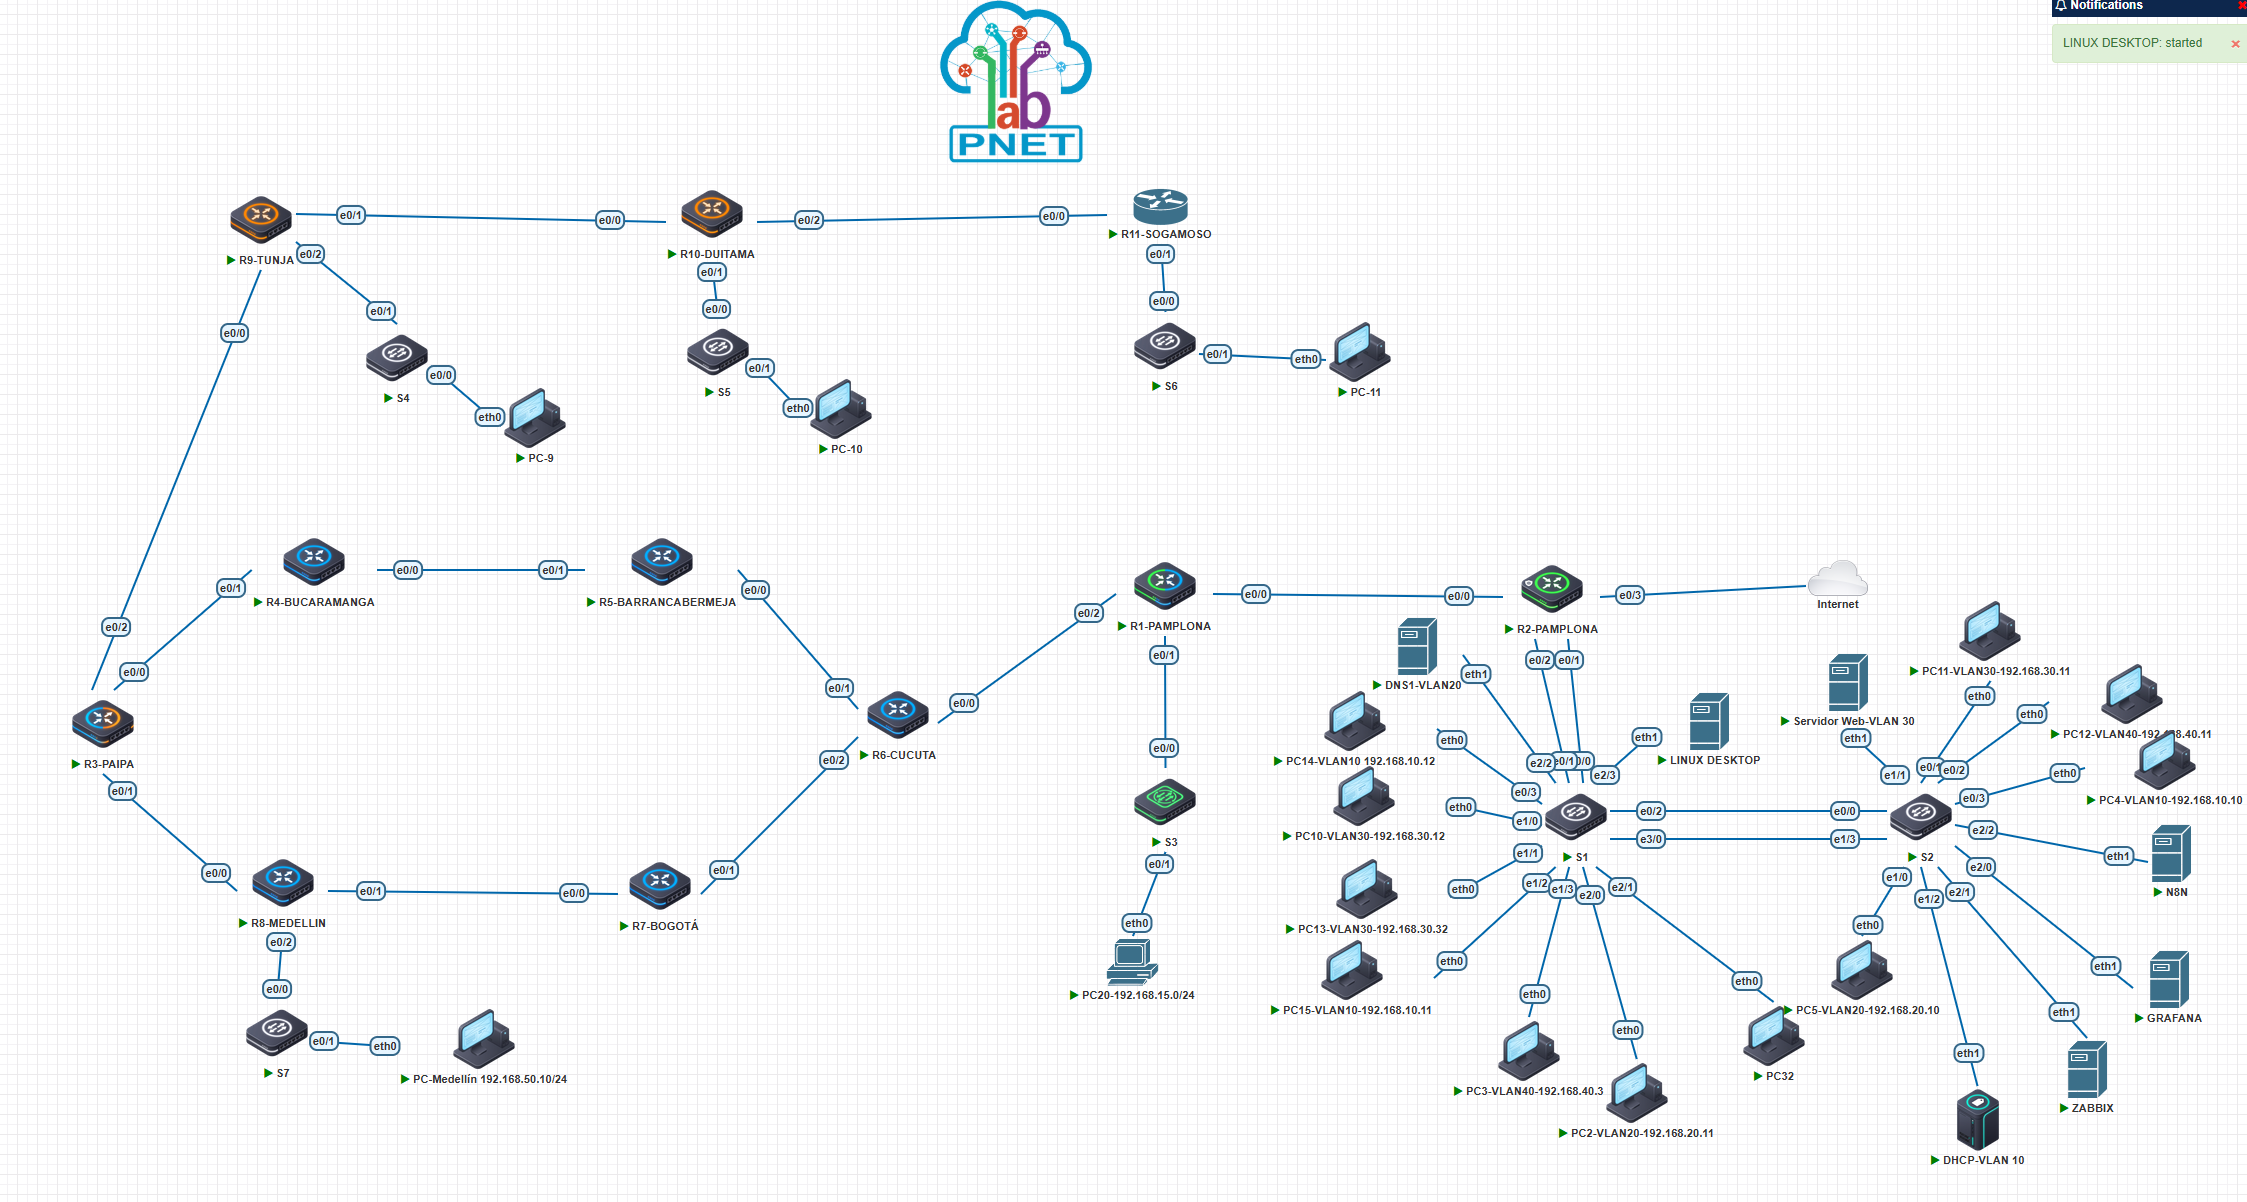 Notifications
LINUX DESKTOP: started
lab
PNET
e0/1
e0/0
e0/2
e0/0
R11-SOGAMOSO
R9-TUNJA
e0/2
R10-DUITAMA
e0/1
e0/1
e0/0
e0/0
e0/1
e0/0
e0/0
e0/1
eth0
e0/1
S6
PC-11
e0/0
S4
S5
eth0
eth0
PC-10
PC-9
e0/0
e0/1
e0/1
R4-BUCARAMANGA
R5-BARRANCABERMEJA
e0/0
e0/0
e0/0
e0/3
Internet
e0/2
R1-PAMPLONA
R2-PAMPLONA
e0/2
e0/1
e0/2
e0/1
e0/0
eth1
DNS1-VLAN20
PC11-VLAN30-192.168.30.11
eth0
e0/1
e0/0
R3-PAIPA
e0/1
R6-CUCUTA
e0/2
e0/0
eth0
PC14-VLAN10 192.168.10.12
eth1
LINUX DESKTOP
Servidor Web-VLAN 30
eth1
eth0
PC12-VLAN40-192.168.40.11
e2/2
e0/1
0/0
e2/3
e1/1
e0/1
e0/2
eth0
PC4-VLAN10-192.168.10.10
e0/3
e0/3
eth0
e1/0
PC10-VLAN30-192.168.30.12
e0/2
e0/0
e3/0
e1/3
e2/2
S3
S1
S2
e1/1
eth1
N8N
e0/0
e0/1
e0/1
e0/0
e0/1
R8-MEDELLIN
R7-BOGOTÁ
e0/1
eth0
eth0
e1/2
e1/3
e2/0
e2/1
e1/0
e1/2
e2/1
e2/0
PC13-VLAN30-192.168.30.32
eth0
e0/2
e0/0
eth0
eth0
eth0
eth1
PC20-192.168.15.0/24
PC15-VLAN10-192.168.10.11
PC5-VLAN20-192.168.20.10
GRAFANA
e0/1
eth0
S7
PC-Medellín 192.168.50.10/24
eth0
eth1
eth1
PC32
PC3-VLAN40-192.168.40.3
ZABBIX
PC2-VLAN20-192.168.20.11
DHCP-VLAN 10